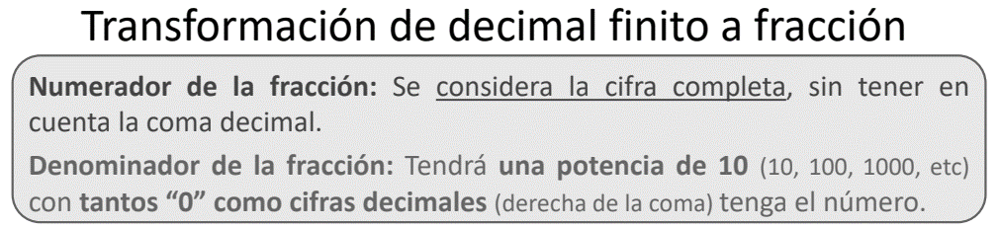 Transformación de decimal finito a fracción
Numerador de la fracción: Se considera la cifra completa, sin tener en
cuenta la coma decimal.
Denominador de la fracción: Tendrá una potencia de 10 (10, 100, 1000, etc)
con tantos “0” como cifras decimales (derecha de la coma) tenga el número.